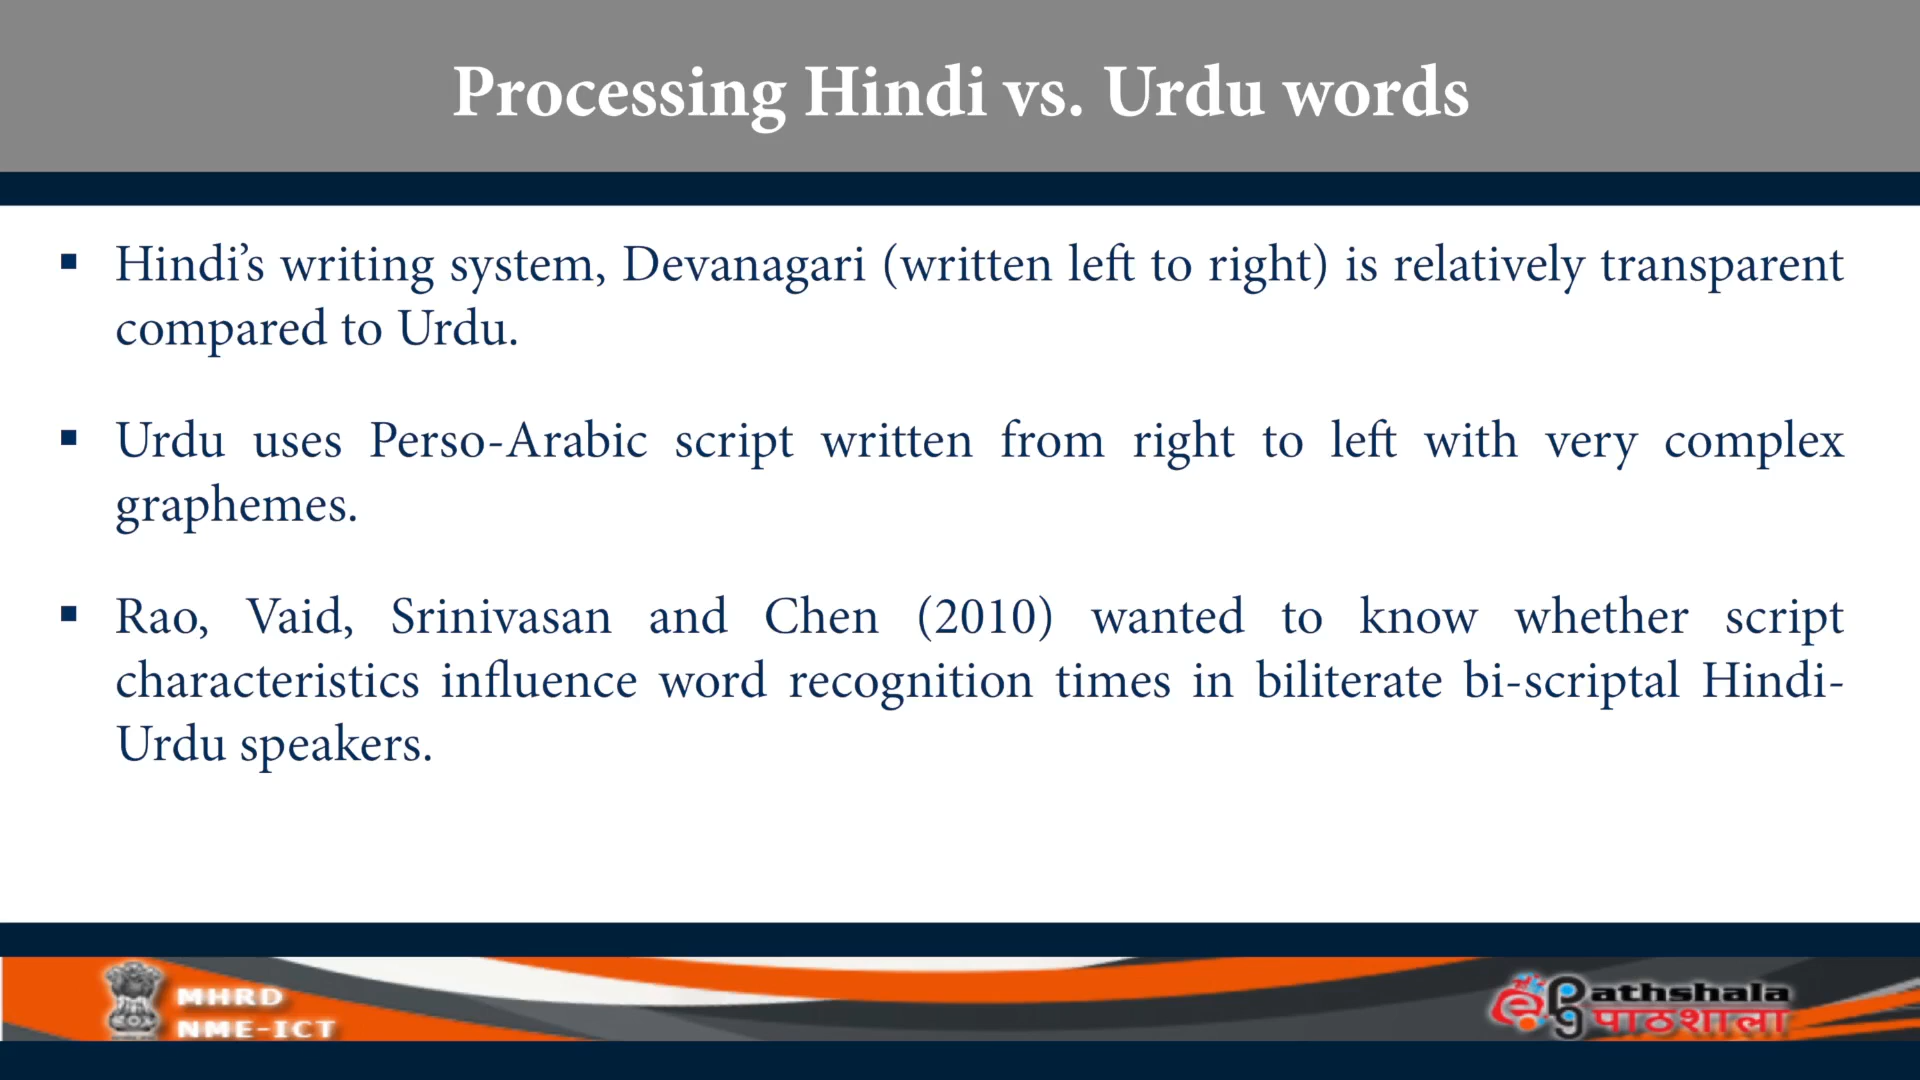 Processing Hindi vs. Urdu words
▪ Hindi’s writing system, Devanagari (written left to right) is relatively transparent
compared to Urdu.
▪ Urdu uses Perso-Arabic script written from right to left with very complex
graphemes.
▪ Rao, Vaid, Srinivasan and Chen (2010) wanted to know whether script
characteristics influence word recognition times in biliterate bi-scriptal Hindi-
Urdu speakers.
MHRD
NME-ICT
athshala
पाठशाला